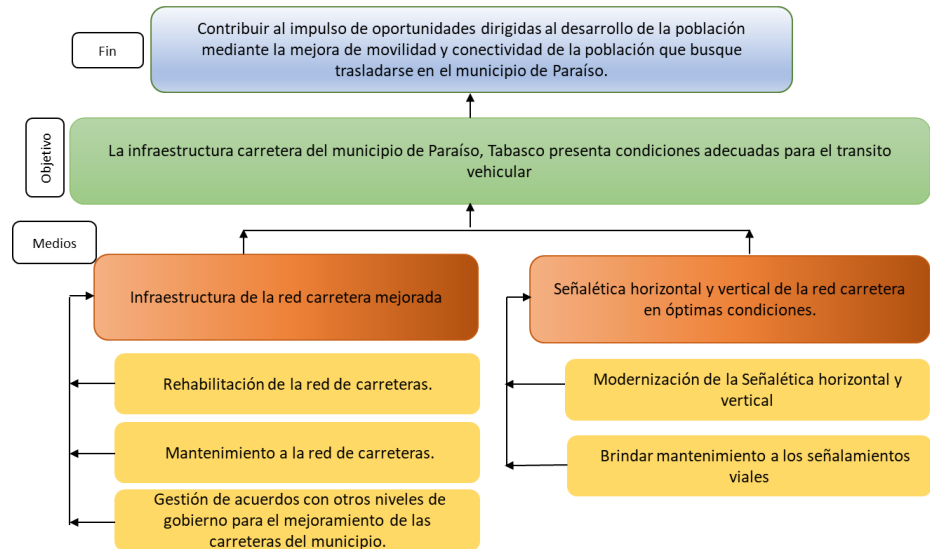 Fin
Contribuir al impulso de oportunidades dirigidas al desarrollo de la población
mediante la mejora de movilidad y conectividad de la población que busque
trasladarse en el municipio de Paraíso.
Objetivo
La infraestructura carretera del municipio de Paraíso, Tabasco presenta condiciones adecuadas para el transito
vehicular
Medios
Infraestructura de la red carretera mejorada
Rehabilitación de la red de carreteras.
Mantenimiento a la red de carreteras.
Gestión de acuerdos con otros niveles de
gobierno para el mejoramiento de las
carreteras del municipio.
Señalética horizontal y vertical de la red carretera
en óptimas condiciones.
Modernización de la Señalética horizontal y
vertical
Brindar mantenimiento a los señalamientos
viales